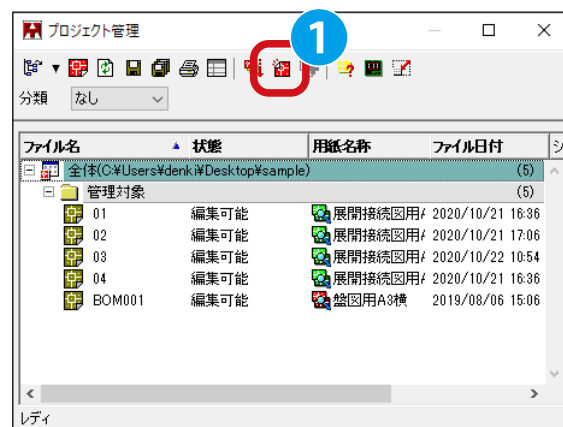 プロジェクト管理
1
分類 なし
ファイル名 状態 用紙名称 ファイル日付 シ
全体(C:¥Users¥denki¥Desktop¥sample) (5)
管理対象 (5)
01 編集可能 展開接続図用A 2020/10/21 16:36
02 編集可能 展開接続図用A 2020/10/21 17:06
03 編集可能 展開接続図用A 2020/10/22 10:54
04 編集可能 展開接続図用A 2020/10/21 16:36
BOM001 編集可能 盤図用A3横 2019/08/06 15:06
レディ